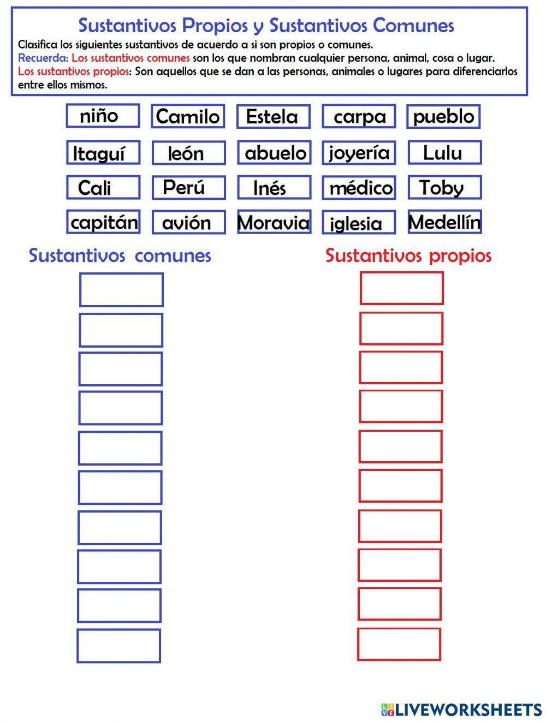 Sustantivos Propios y Sustantivos Comunes
Clasifica los siguientes sustantivos de acuerdo a si son propios o comunes.
Recuerda: Los sustantivos comunes son los que nombran cualquier persona, animal, cosa o lugar.
Los sustantivos propios: Son aquellos que se dan a las personas, animales o lugares para diferenciarlos
entre ellos mismos.
niño Camilo Estela carpa pueblo
Itaguí león abuelo joyería Lulu
Cali Perú Inés médico Toby
capitán avión Moravia iglesia Medellín
Sustantivos comunes Sustantivos propios
LIVEWORKSHEETS